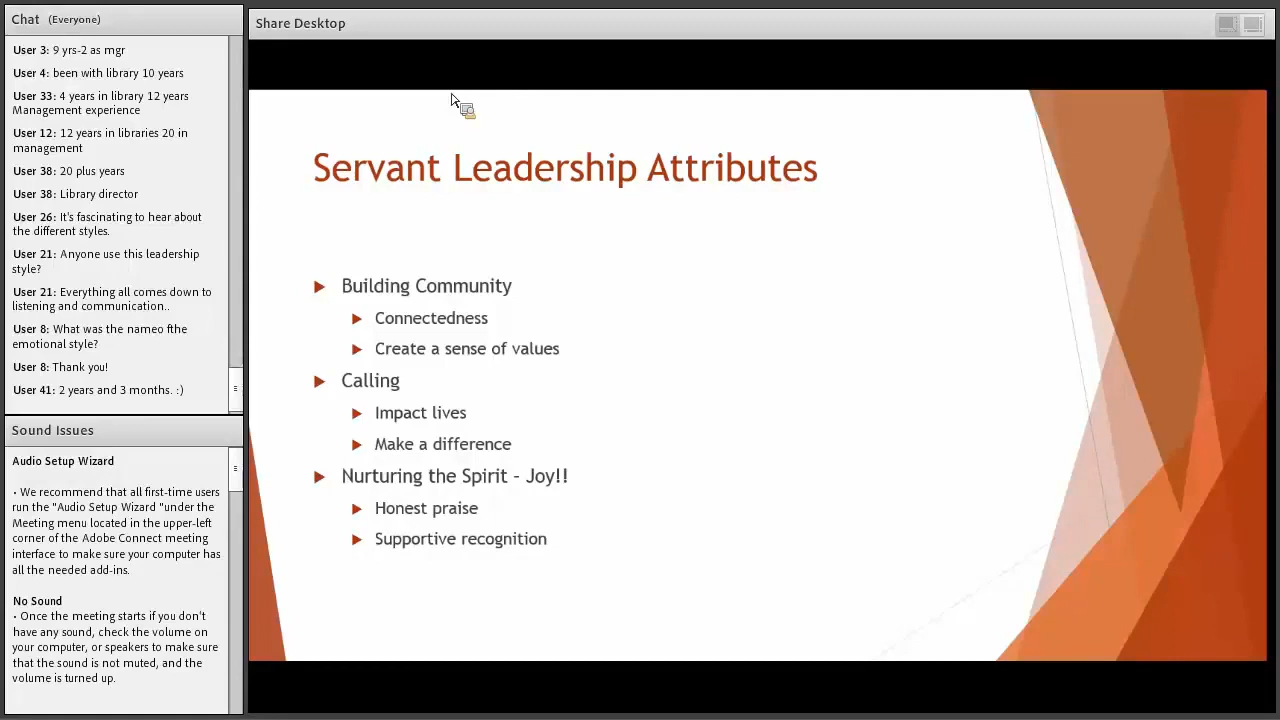 Chat (Everyone)
User 3: 9 yrs-2 as mgr
User 4: been with library 10 years
User 33: 4 years in library 12 years
Management experience
User 12: 12 years in libraries 20 in
management
User 38: 20 plus years
User 38: Library director
User 26: It's fascinating to hear about
the different styles.
User 21: Anyone use this leadership
style?
User 21: Everything all comes down to
listening and communication..
User 8: What was the nameo fthe
emotional style?
User 8: Thank you!
User 41: 2 years and 3 months. :)
Sound Issues
Audio Setup Wizard
• We recommend that all first-time users
run the "Audio Setup Wizard "under the
Meeting menu located in the upper-left
corner of the Adobe Connect meeting
interface to make sure your computer has
all the needed add-ins.
No Sound
• Once the meeting starts if you don't
have any sound, check the volume on
your computer, or speakers to make sure
that the sound is not muted, and the
volume is turned up.
Share Desktop
Servant Leadership Attributes
Building Community
Connectedness
Create a sense of values
Calling
Impact lives
Make a difference
Nurturing the Spirit – Joy!!
Honest praise
Supportive recognition